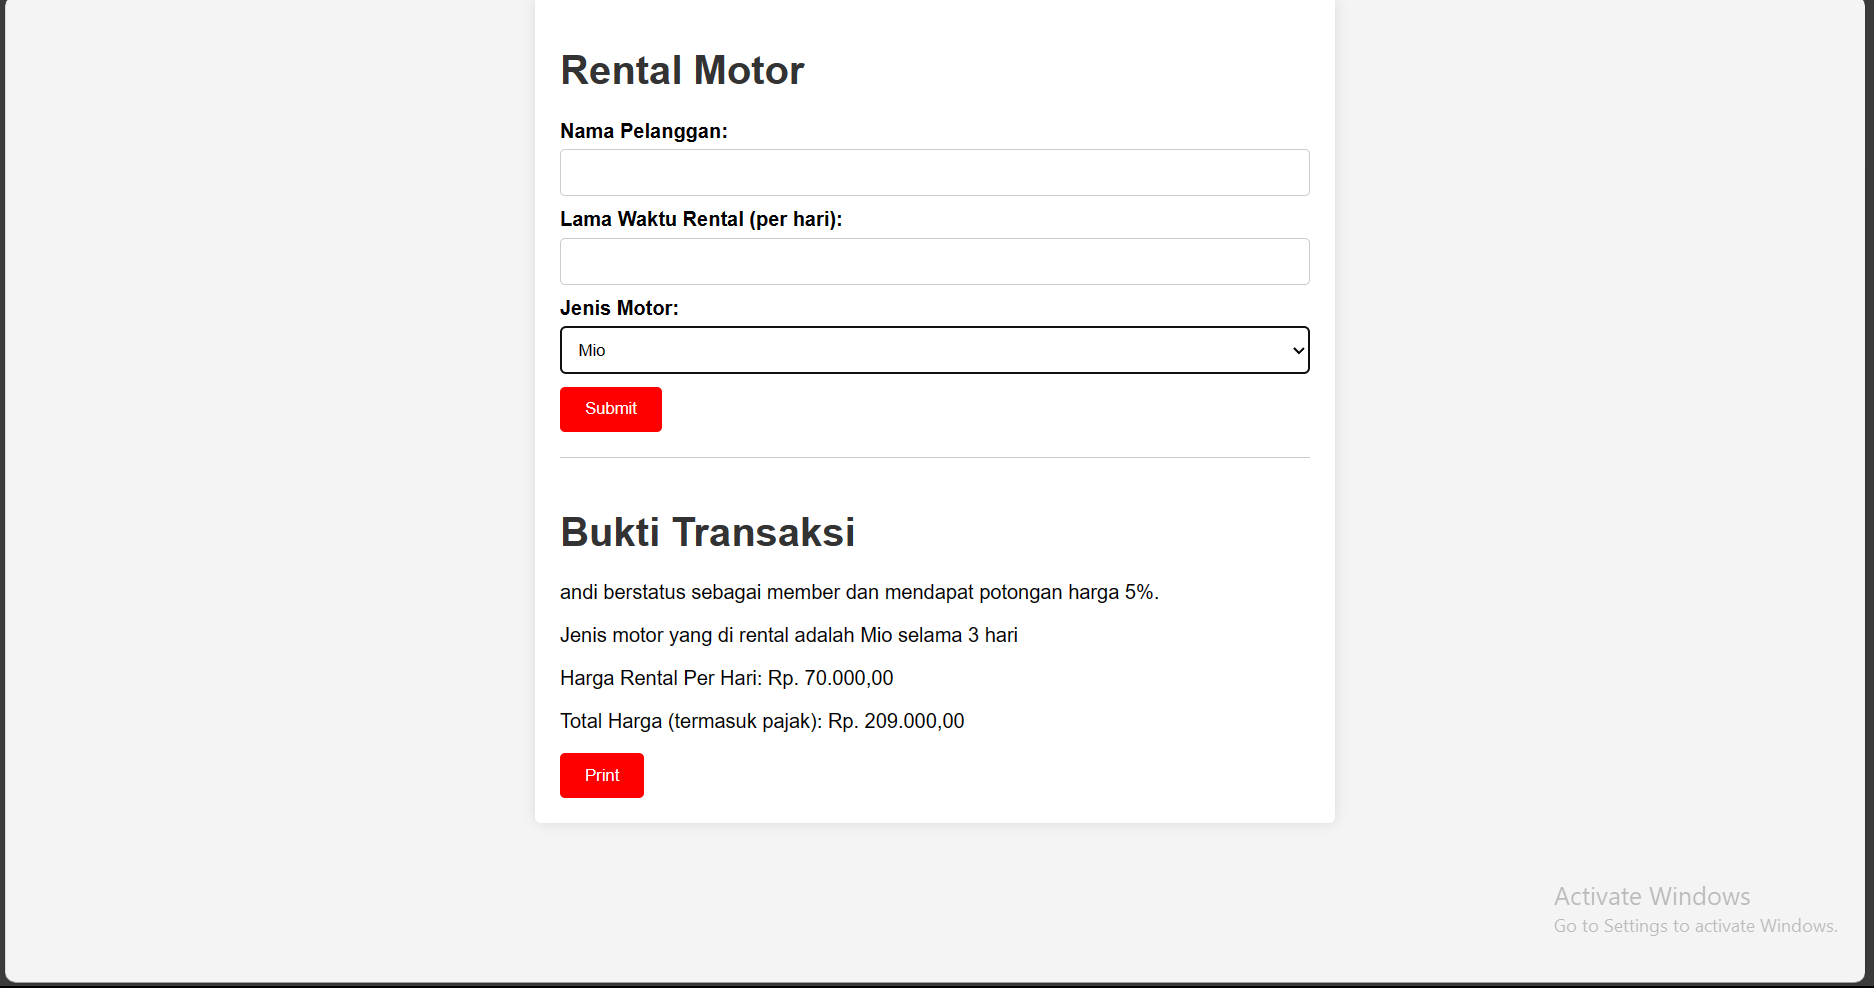 Rental Motor
Nama Pelanggan:
Lama Waktu Rental (per hari):
Jenis Motor:
Mio
Submit
Bukti Transaksi
andi berstatus sebagai member dan mendapat potongan harga 5%.
Jenis motor yang di rental adalah Mio selama 3 hari
Harga Rental Per Hari: Rp. 70.000,00
Total Harga (termasuk pajak): Rp. 209.000,00
Print
Activate Windows
Go to Settings to activate Windows.